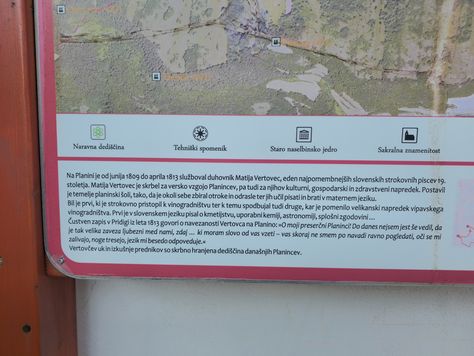 Naravna dediščina
Tehniški spomenik
Staro naselbinsko jedro
Sakralna znamenitost
Na Planini je od junija 1809 do aprila 1813 služboval duhovnik Matija Vertovec, eden najpomembnejših slovenskih strokovnih piscev 19.
stoletja. Matija Vertovec je skrbel za versko vzgojo Planincev, pa tudi za njihov kulturni, gospodarski in zdravstveni napredek. Postavil
je temelje planinski šoli, tako, da je okoli sebe zbiral otroke in odrasle ter jih učil pisati in brati v maternem jeziku.
Bil je prvi, ki je strokovno pristopil k vinogradništvu ter k temu spodbujal tudi druge, kar je pomenilo velikanski napredek vipavskega
vinogradništva. Prvi je v slovenskem jeziku pisal o kmetijstvu, uporabni kemiji, astronomiji, splošni zgodovini ...
Čustven zapis v Pridigi iz leta 1813 govori o navezanosti Vertovca na Planino: »O moji preserčni Planinci! Do danes nejsem jest še vedil, da
je tak velika zaveza ljubezni med nami, zdaj ... ki moram slovo od vas vzeti – vas skoraj ne smem po navadi ravno pogledati, oči se mi
zalivajo, noge tresejo, jezik mi besedo odpoveduje.«
Vertovčev uk in izkušnje prednikov so skrbno hranjena dediščina današnjih Planincev.